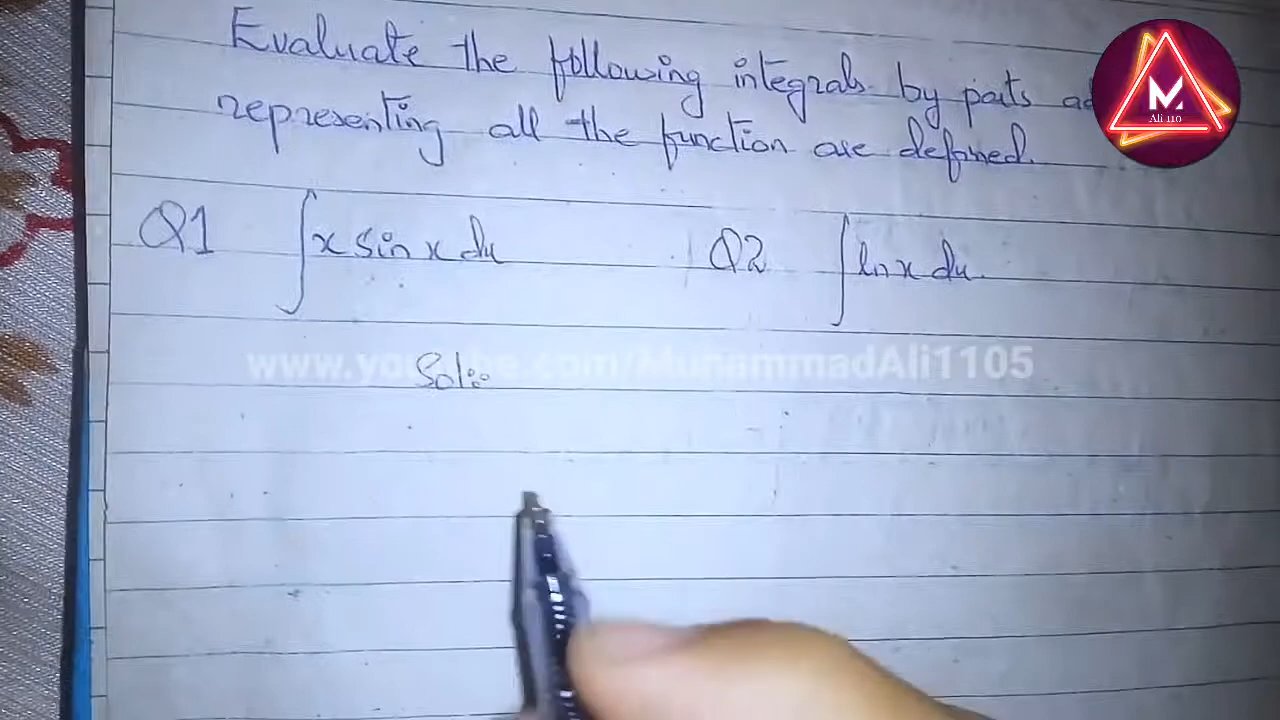 Evaluate the following integrals by parts ad
representing all the function are defined.
Q1 ∫x sin x dx Q2 ∫ln x dx.
Sol::
www.youtube.com/MuhammadAli1105
M
Ali 110